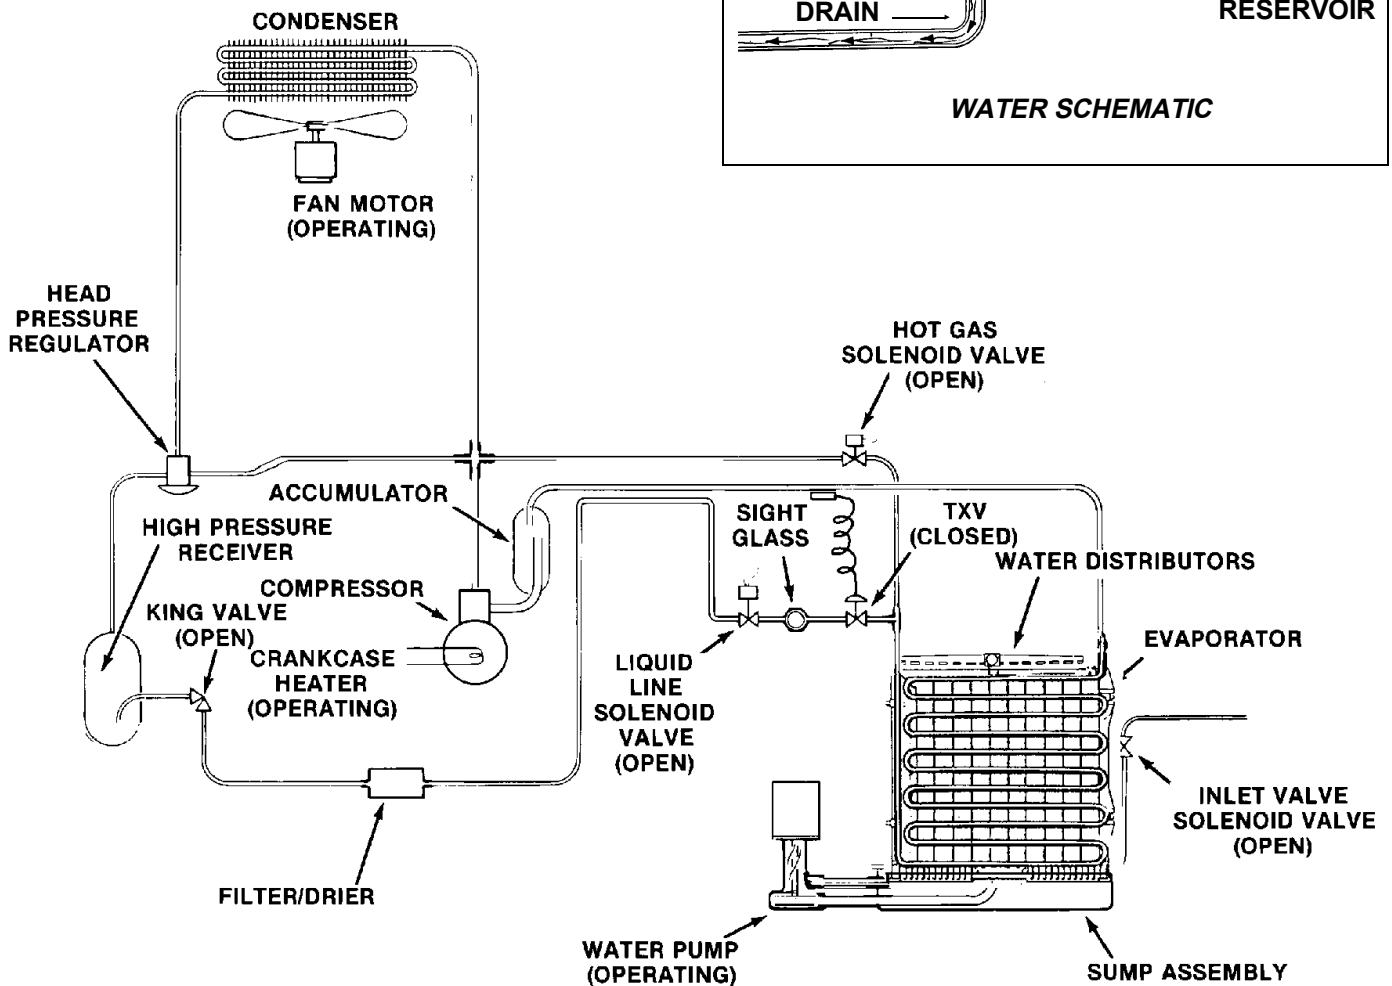 CONDENSER
DRAIN
RESERVOIR
WATER SCHEMATIC
FAN MOTOR
(OPERATING)
HEAD
PRESSURE
REGULATOR
HOT GAS
SOLENOID VALVE
(OPEN)
ACCUMULATOR
SIGHT
GLASS
TXV
(CLOSED)
HIGH PRESSURE
RECEIVER
WATER DISTRIBUTORS
COMPRESSOR
KING VALVE
(OPEN)
EVAPORATOR
CRANKCASE
HEATER
(OPERATING)
LIQUID
LINE
SOLENOID
VALVE
(OPEN)
INLET VALVE
SOLENOID VALVE
(OPEN)
FILTER/DRIER
WATER PUMP
(OPERATING)
SUMP ASSEMBLY